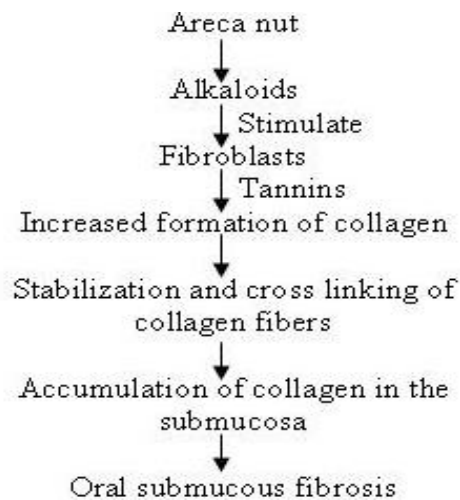 Areca nut
Alkaloids
Stimulate
Fibroblasts
Tannins
Increased formation of collagen
Stabilization and cross linking of
collagen fibers
Accumulation of collagen in the
submucosa
Oral submucous fibrosis